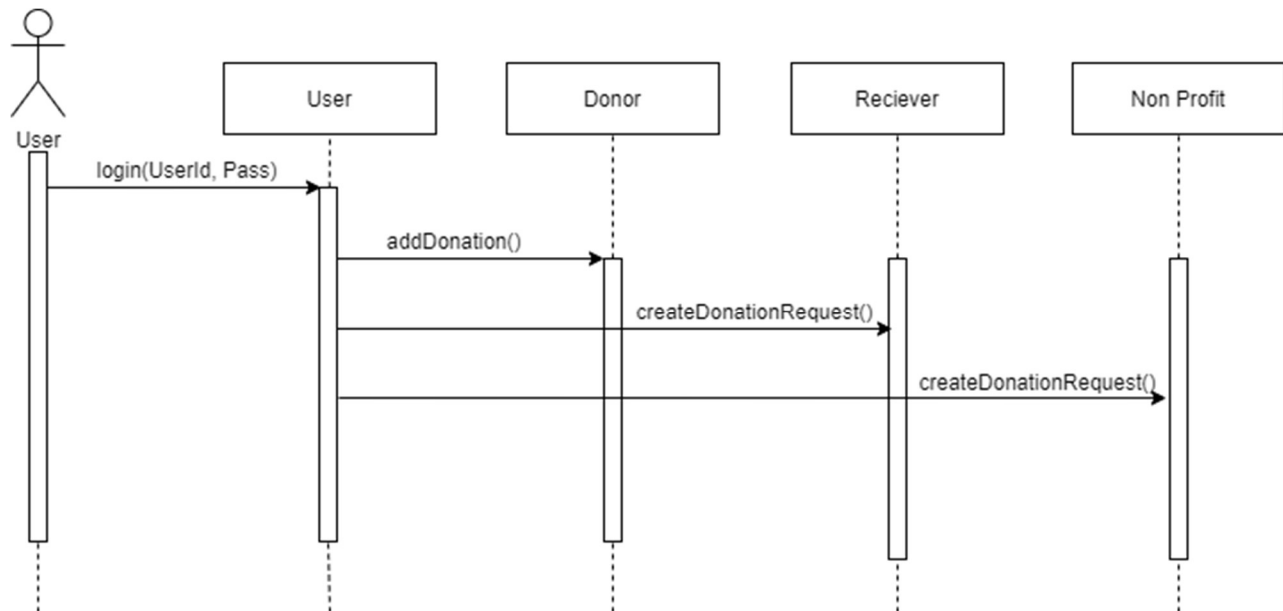 User
User
Donor
Reciever
Non Profit
login(UserId, Pass)
addDonation()
createDonationRequest()
createDonationRequest()